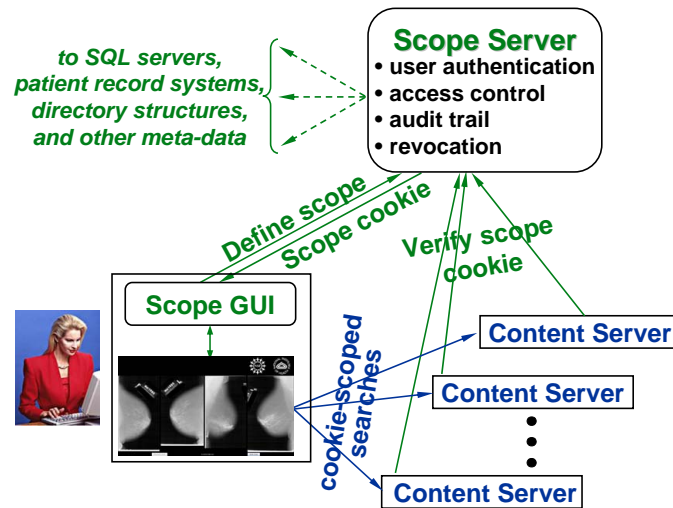 to SQL servers,
patient record systems,
directory structures,
and other meta-data
Scope Server
• user authentication
• access control
• audit trail
• revocation
Define scope
Scope cookie
Verify scope
cookie
Scope GUI
cookie-scoped
searches
Content Server
Content Server
Content Server